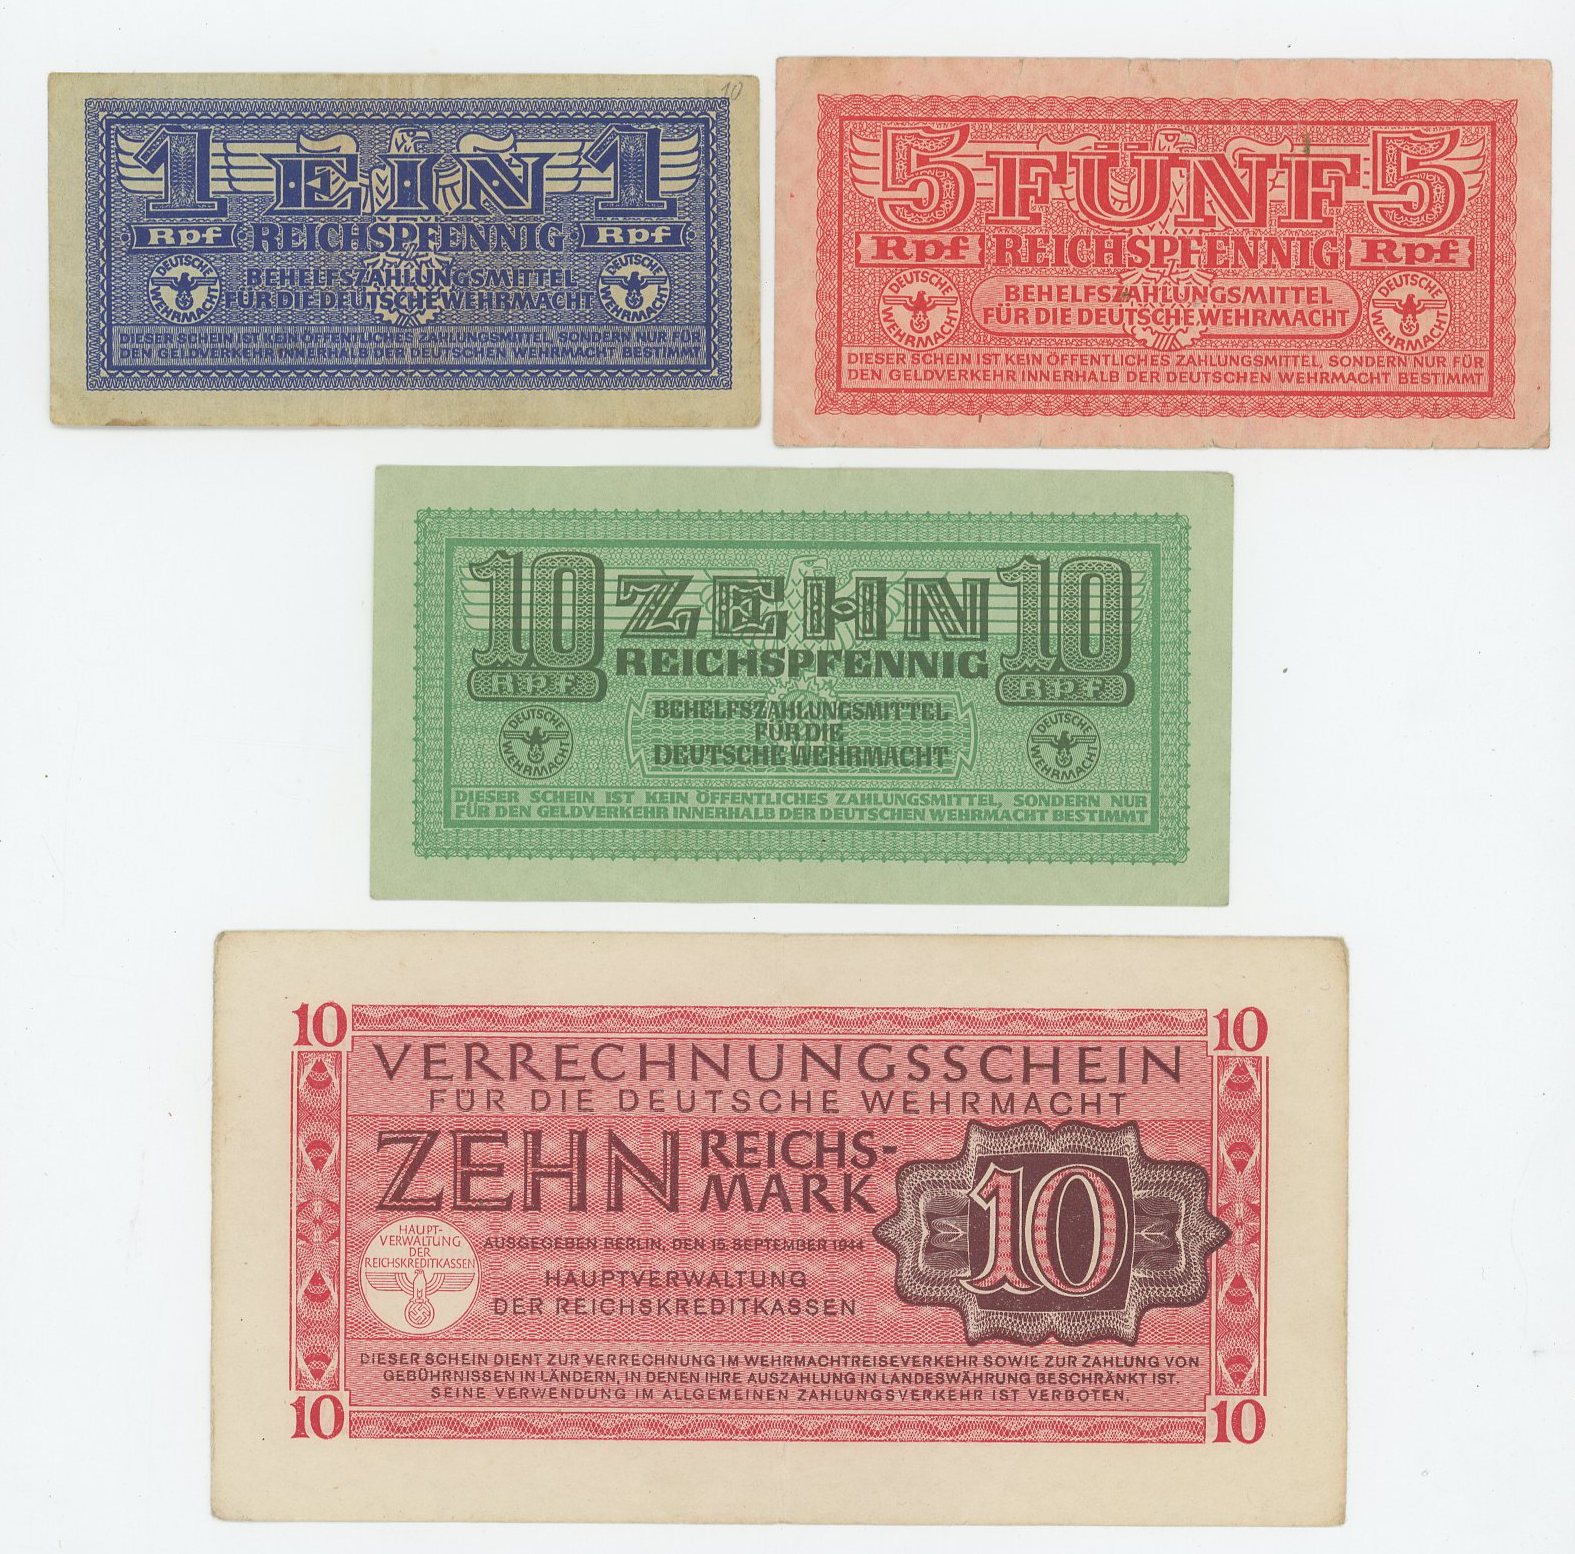 10
1 EIN 1
Rpf REICHSPFENNIG Rpf
DEUTSCHE WEHRMACHT
BEHELFSZAHLUNGSMITTEL
FÜR DIE DEUTSCHE WEHRMACHT
DEUTSCHE WEHRMACHT
DIESER SCHEIN IST KEIN ÖFFENTLICHES ZAHLUNGSMITTEL, SONDERN NUR FÜR
DEN GELDVERKEHR INNERHALB DER DEUTSCHEN WEHRMACHT BESTIMMT
5 FÜNF 5
Rpf REICHSPFENNIG Rpf
DEUTSCHE WEHRMACHT
BEHELFSZAHLUNGSMITTEL
FÜR DIE DEUTSCHE WEHRMACHT
DEUTSCHE WEHRMACHT
DIESER SCHEIN IST KEIN ÖFFENTLICHES ZAHLUNGSMITTEL, SONDERN NUR FÜR
DEN GELDVERKEHR INNERHALB DER DEUTSCHEN WEHRMACHT BESTIMMT
10 ZEHN 10
REICHSPFENNIG
RPF RPF
DEUTSCHE WEHRMACHT
BEHELFSZAHLUNGSMITTEL
FÜR DIE
DEUTSCHE WEHRMACHT
DEUTSCHE WEHRMACHT
DIESER SCHEIN IST KEIN ÖFFENTLICHES ZAHLUNGSMITTEL, SONDERN NUR
FÜR DEN GELDVERKEHR INNERHALB DER DEUTSCHEN WEHRMACHT BESTIMMT
10 10
VERRECHNUNGSSCHEIN
FÜR DIE DEUTSCHE WEHRMACHT
ZEHN REICHS-
MARK
10
HAUPT-
VERWALTUNG
DER
REICHSKREDITKASSEN
AUSGEGEBEN BERLIN, DEN 15. SEPTEMBER 1944
HAUPTVERWALTUNG
DER REICHSKREDITKASSEN
DIESER SCHEIN DIENT ZUR VERRECHNUNG IM WEHRMACHTREISEVERKEHR SOWIE ZUR ZAHLUNG VON
GEBÜHRNISSEN IN LÄNDERN, IN DENEN IHRE AUSZAHLUNG IN LANDESWÄHRUNG BESCHRÄNKT IST.
SEINE VERWENDUNG IM ALLGEMEINEN ZAHLUNGSVERKEHR IST VERBOTEN.
10 10